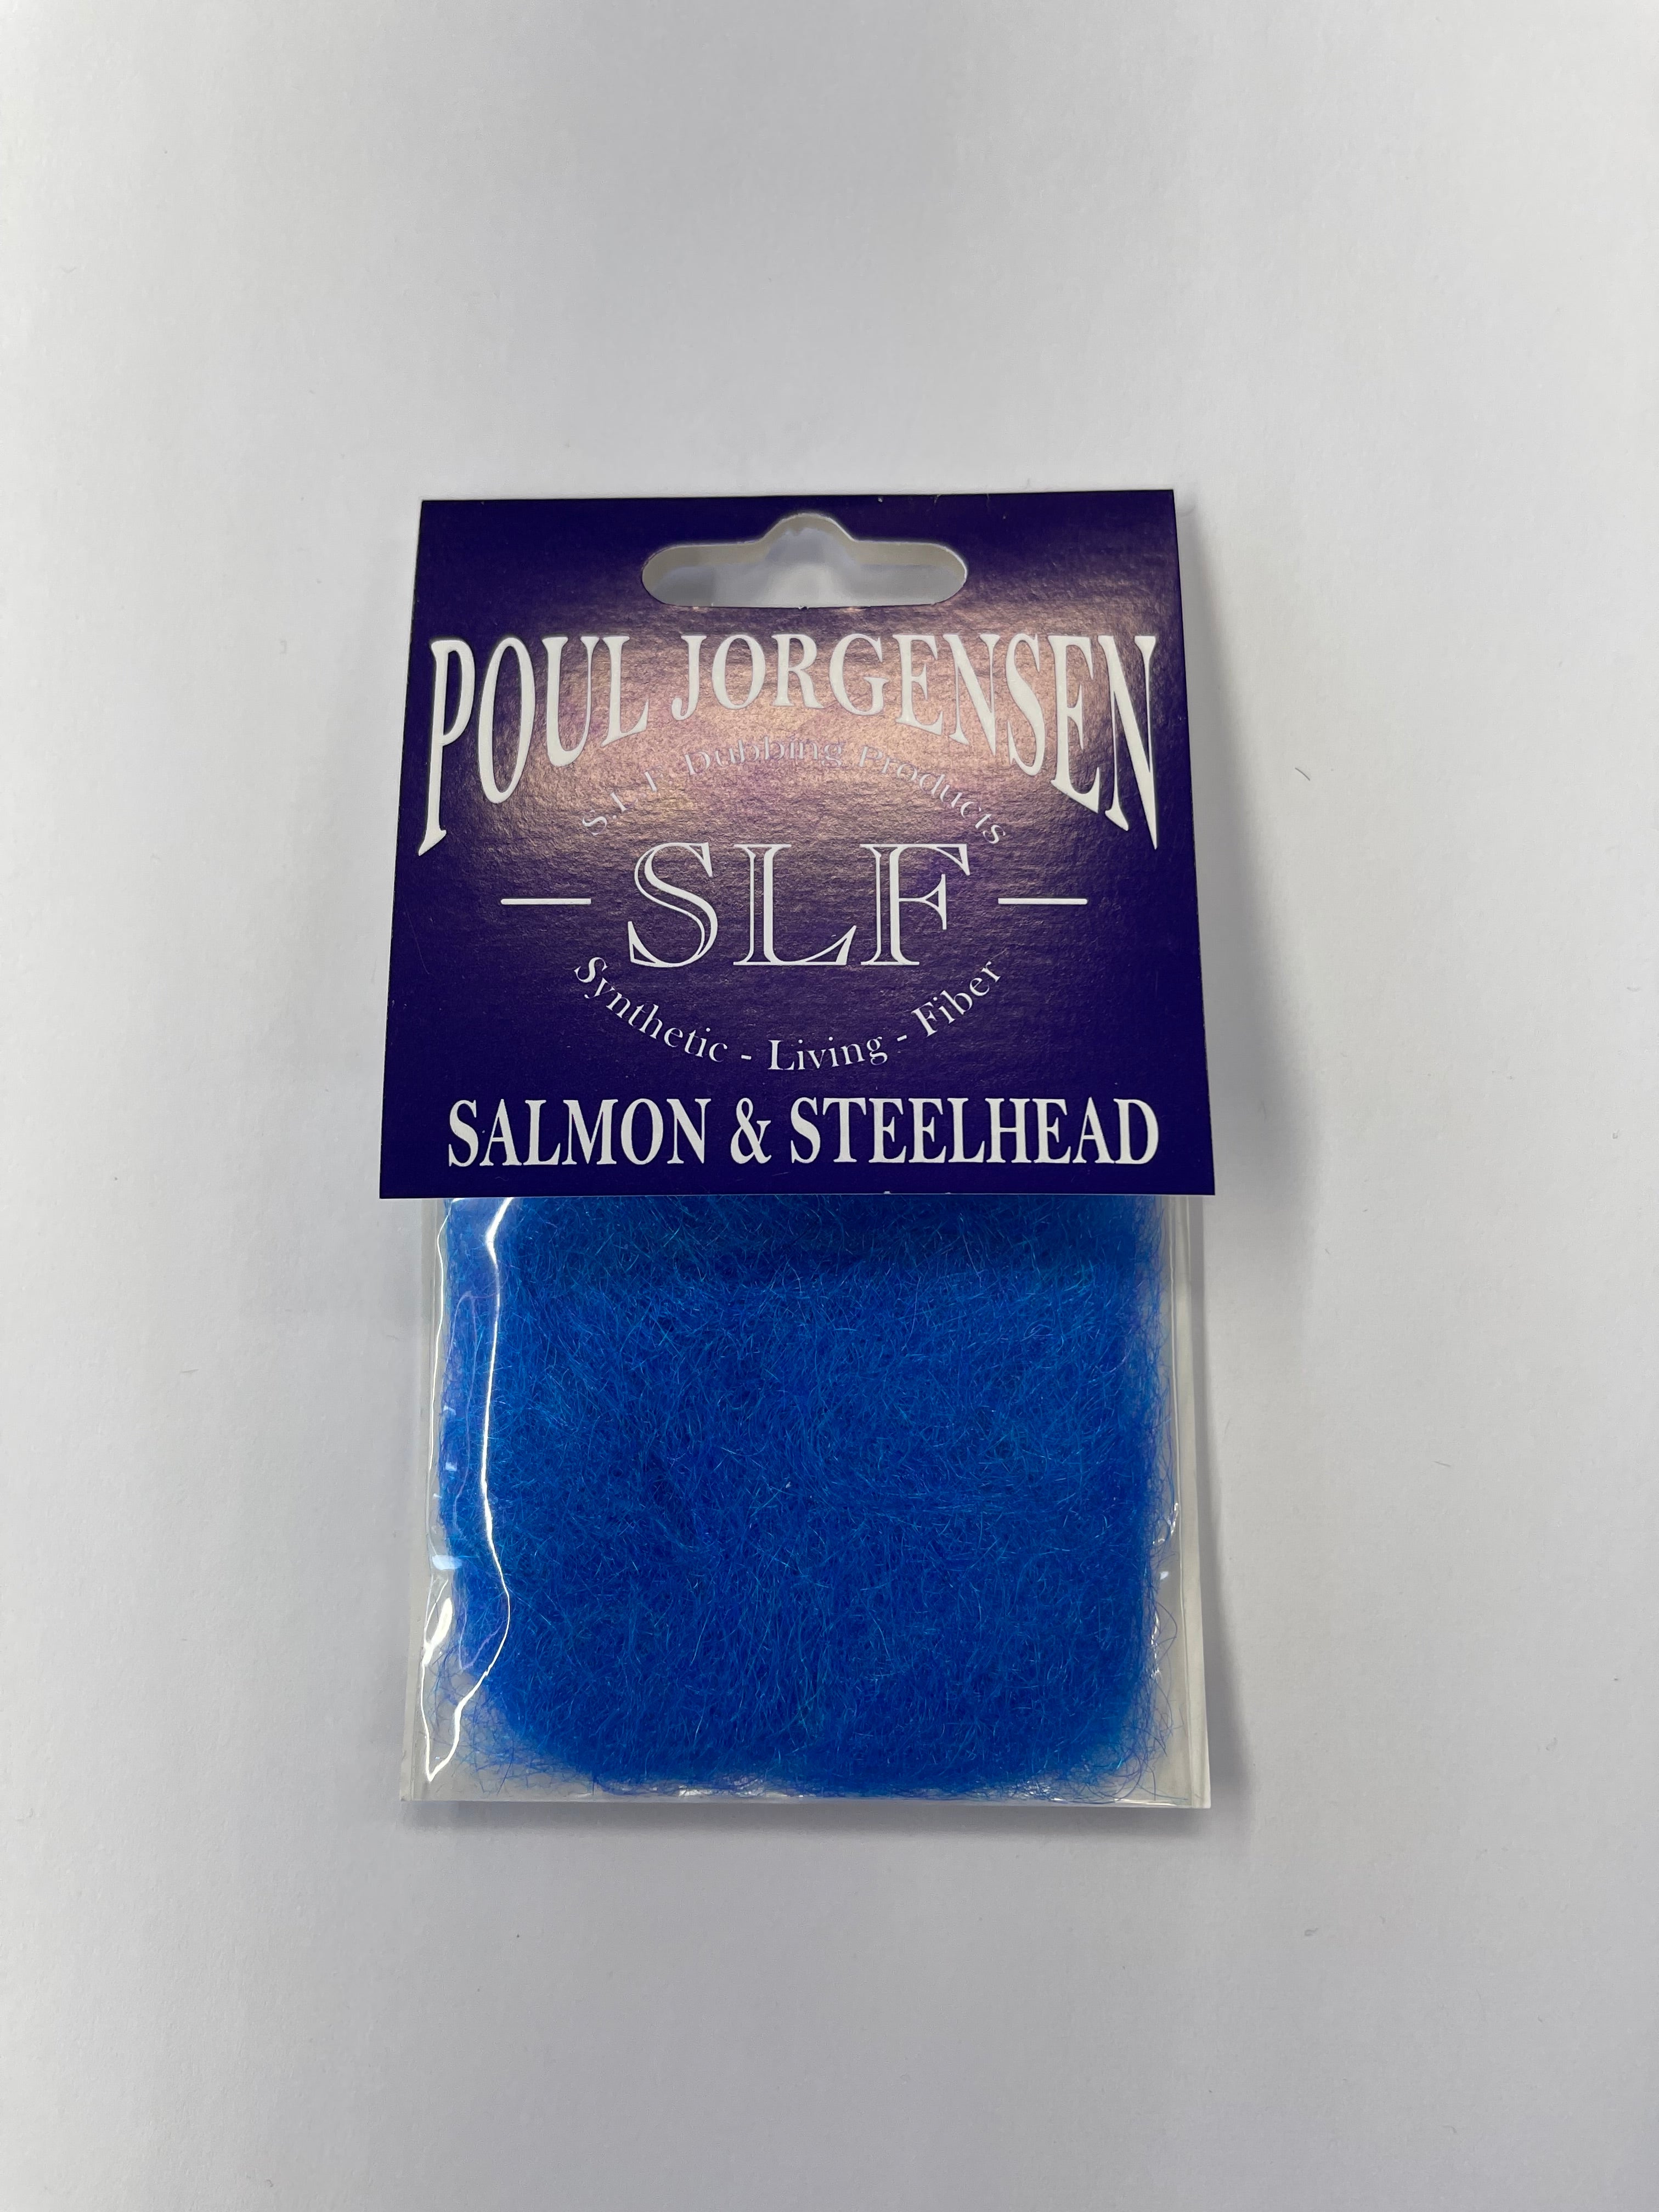 POUL JORGENSEN
S.L.F. Dubbing Products
— SLF —
Synthetic - Living - Fiber
SALMON & STEELHEAD